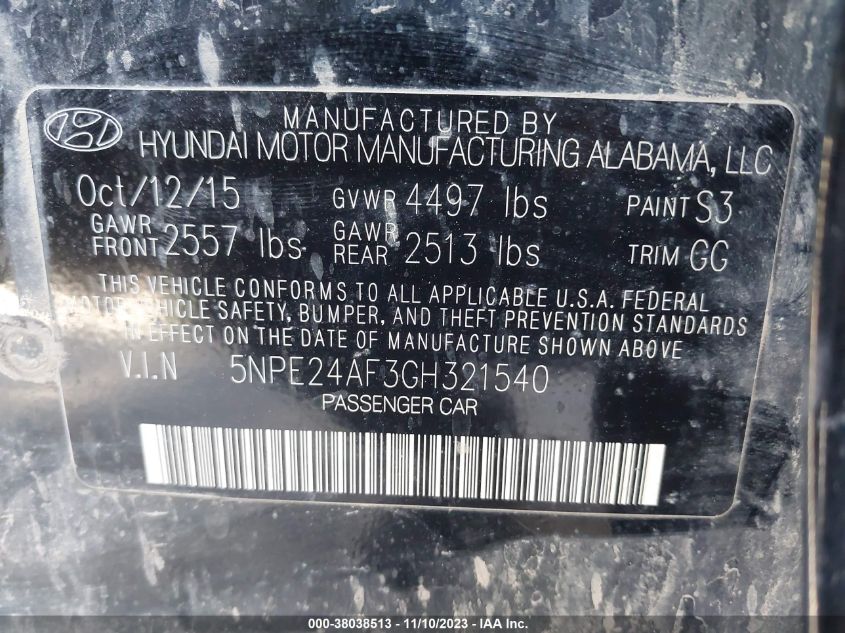 MANUFACTURED BY
HYUNDAI MOTOR MANUFACTURING ALABAMA, LLC
Oct/12/15 GVWR 4497 lbs PAINT S3
GAWR FRONT 2557 lbs GAWR REAR 2513 lbs TRIM GG
THIS VEHICLE CONFORMS TO ALL APPLICABLE U.S.A. FEDERAL
MOTOR VEHICLE SAFETY, BUMPER, AND THEFT PREVENTION STANDARDS
IN EFFECT ON THE DATE OF MANUFACTURE SHOWN ABOVE
V.I.N 5NPE24AF3GH321540
PASSENGER CAR
000-38038513 - 11/10/2023 - IAA Inc.